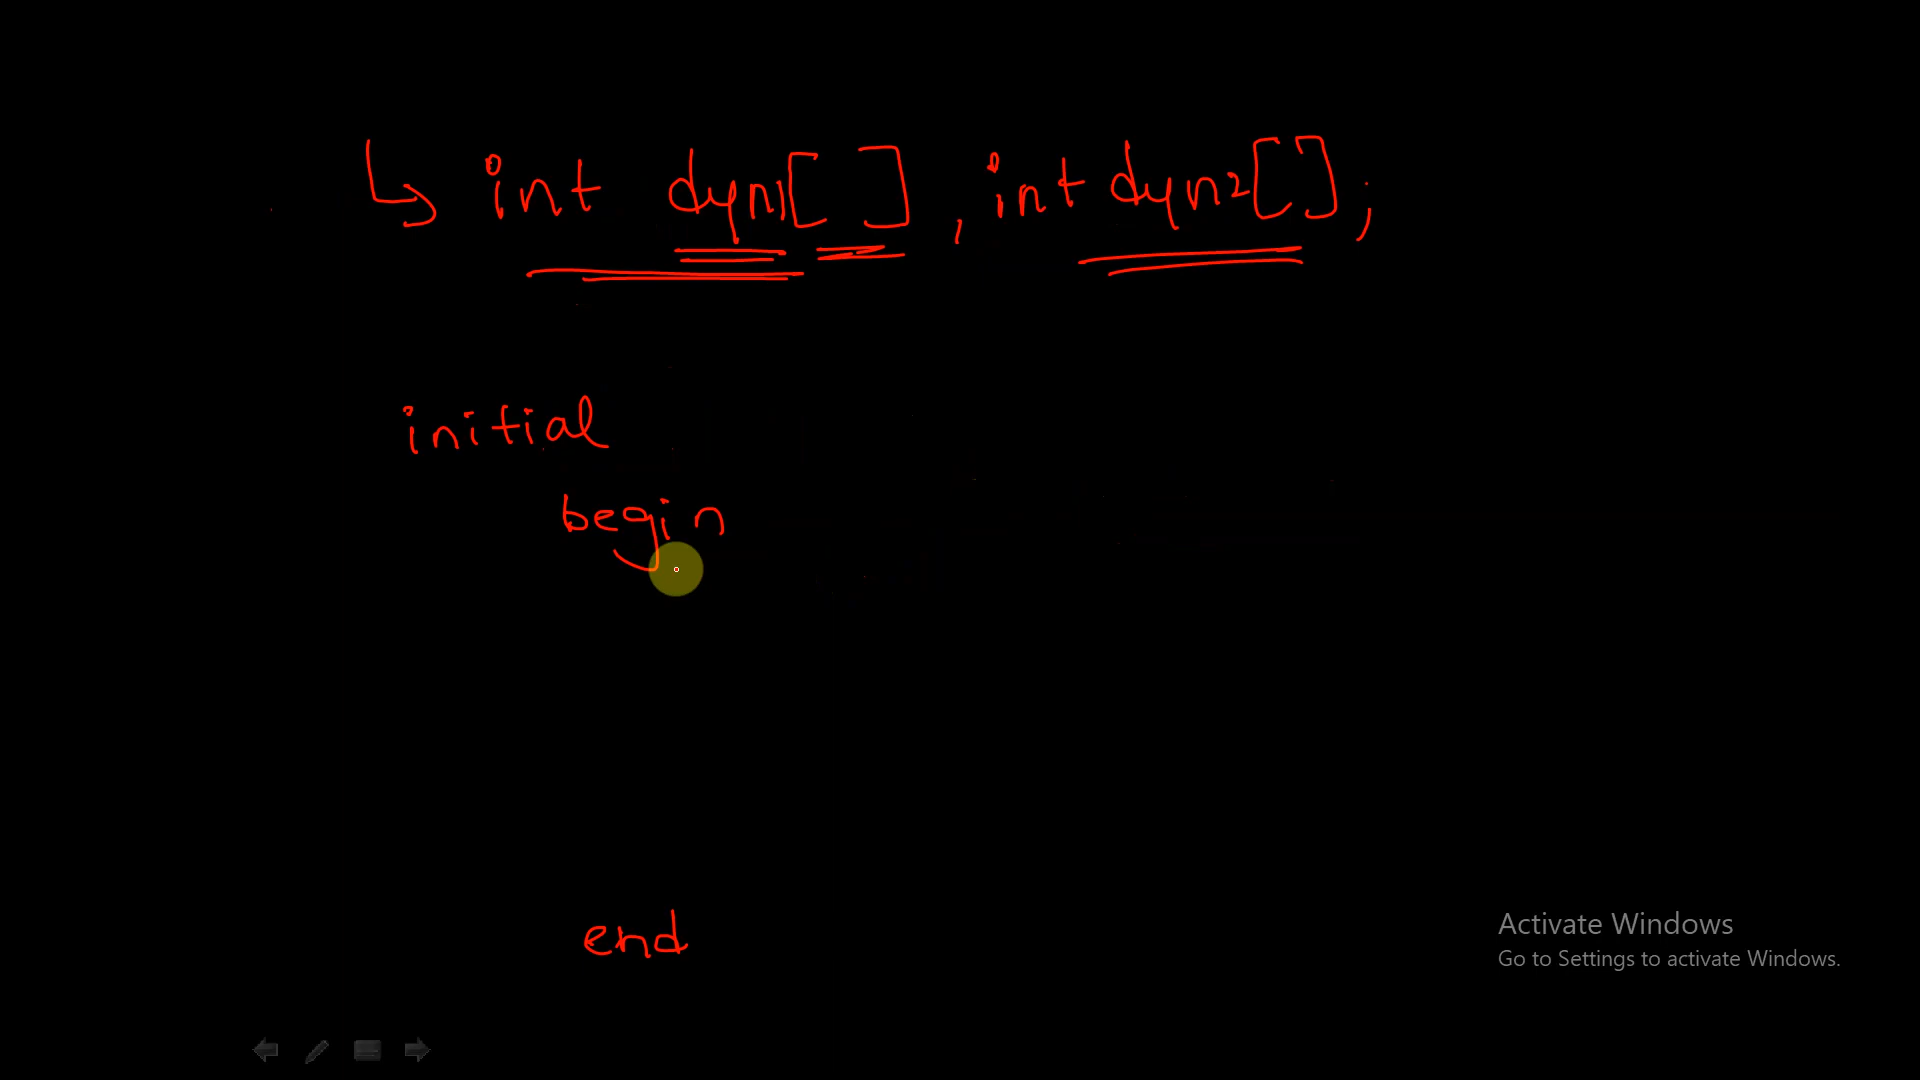 ↳ int dyn1[ ] , int dyn2[ ] ;
initial
begin
end
Activate Windows
Go to Settings to activate Windows.